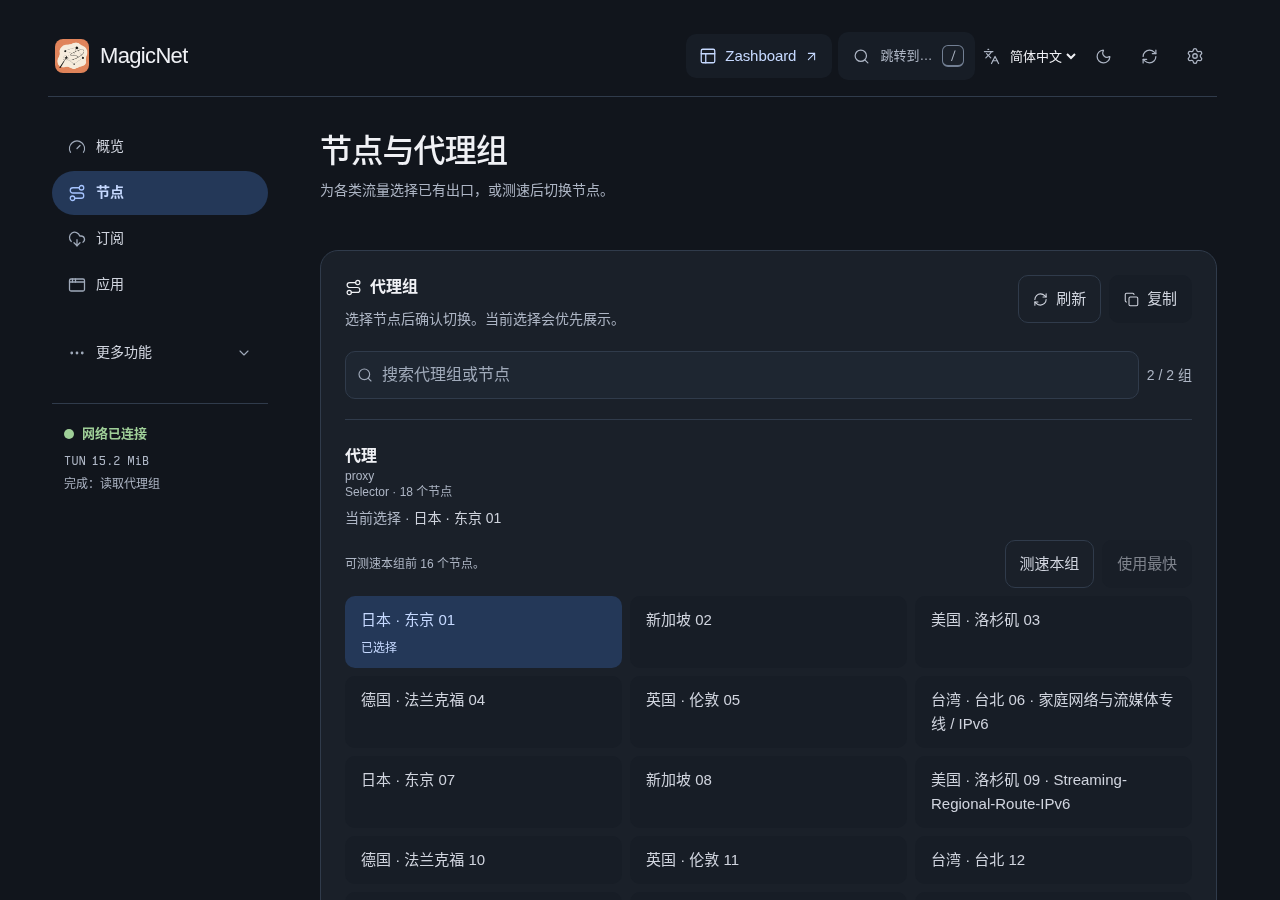 MagicNet
Zashboard
跳转到… /
简体中文
概览
节点
订阅
应用
更多功能
网络已连接
TUN 15.2 MiB
完成：读取代理组
节点与代理组
为各类流量选择已有出口，或测速后切换节点。
代理组
选择节点后确认切换。当前选择会优先展示。
刷新
复制
搜索代理组或节点
2 / 2 组
代理
proxy
Selector · 18 个节点
当前选择 · 日本 · 东京 01
可测速本组前 16 个节点。
测速本组
使用最快
日本 · 东京 01
已选择
新加坡 02
美国 · 洛杉矶 03
德国 · 法兰克福 04
英国 · 伦敦 05
台湾 · 台北 06 · 家庭网络与流媒体专
线 / IPv6
日本 · 东京 07
新加坡 08
美国 · 洛杉矶 09 · Streaming-
Regional-Route-IPv6
德国 · 法兰克福 10
英国 · 伦敦 11
台湾 · 台北 12